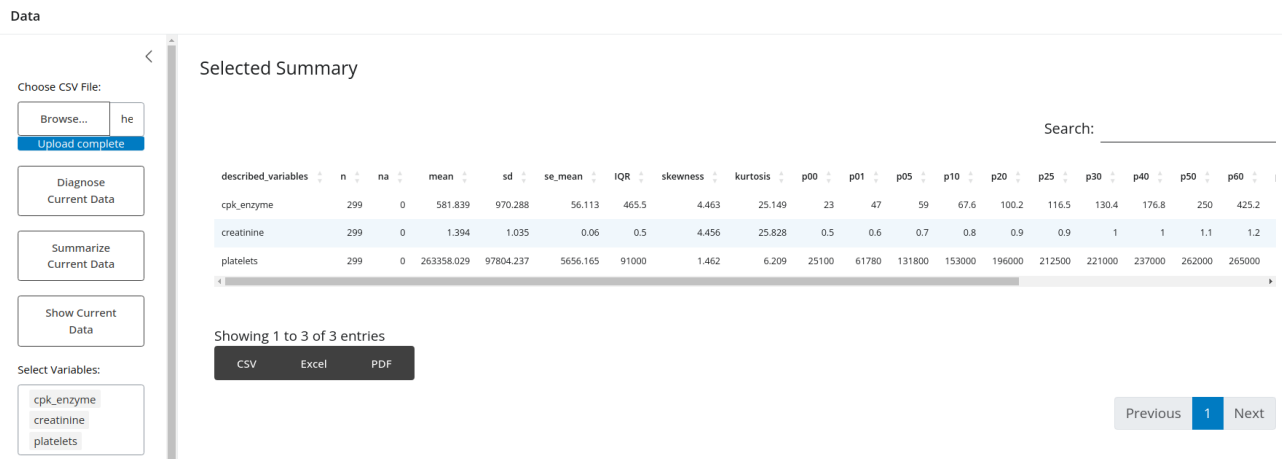 Data
Choose CSV File:
Browse...
he
Upload complete
Diagnose
Current Data
Summarize
Current Data
Show Current
Data
Select Variables:
cpk_enzyme
creatinine
platelets
Selected Summary
Search:
described_variables n na mean sd se_mean IQR skewness kurtosis p00 p01 p05 p10 p20 p25 p30 p40 p50 p60
cpk_enzyme 299 0 581.839 970.288 56.113 465.5 4.463 25.149 23 47 59 67.6 100.2 116.5 130.4 176.8 250 425.2
creatinine 299 0 1.394 1.035 0.06 0.5 4.456 25.828 0.5 0.6 0.7 0.8 0.9 0.9 1 1 1.1 1.2
platelets 299 0 263358.029 97804.237 5656.165 91000 1.462 6.209 25100 61780 131800 153000 196000 212500 221000 237000 262000 265000
Showing 1 to 3 of 3 entries
CSV Excel PDF
Previous 1 Next